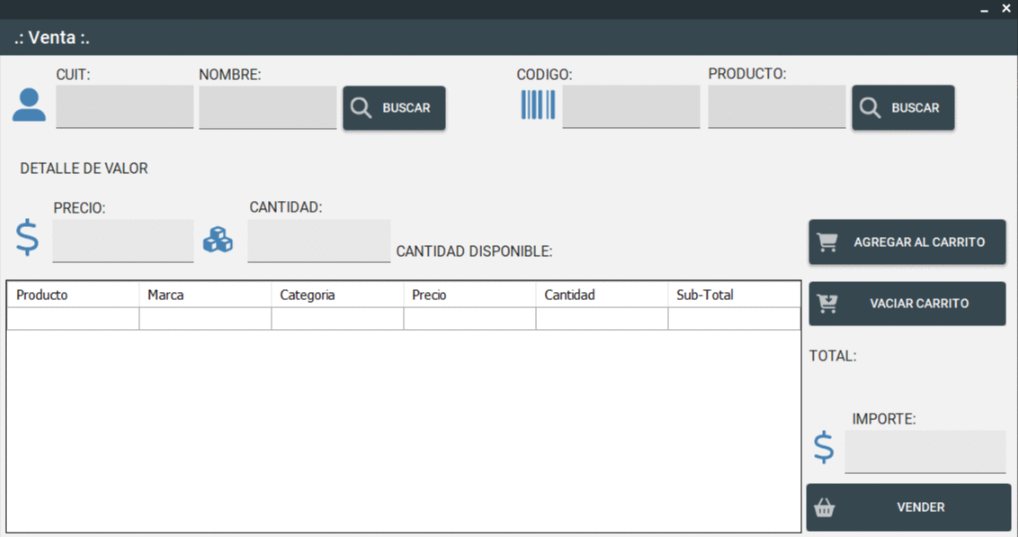 .: Venta :.
CUIT: NOMBRE: CODIGO: PRODUCTO:
BUSCAR BUSCAR
DETALLE DE VALOR
PRECIO: CANTIDAD:
CANTIDAD DISPONIBLE:
AGREGAR AL CARRITO
Producto Marca Categoria Precio Cantidad Sub-Total
VACIAR CARRITO
TOTAL:
IMPORTE:
VENDER